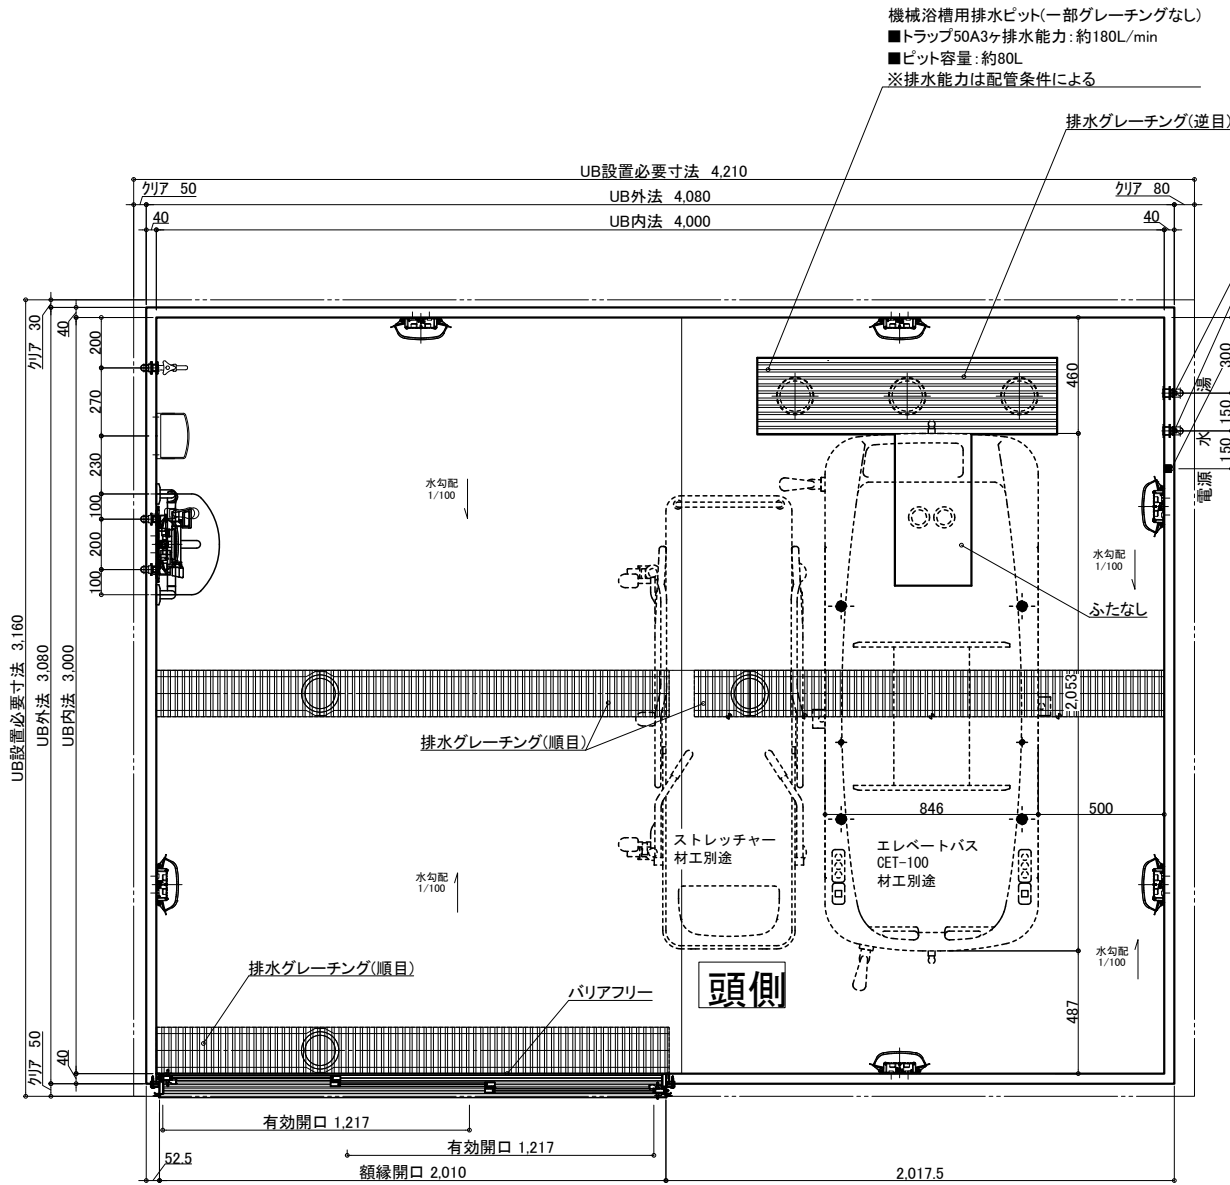 機械浴槽用排水ピット(一部グレーチングなし)
■トラップ50A3ヶ排水能力:約180L/min
■ピット容量:約80L
※排水能力は配管条件による
排水グレーチング(逆目)
UB設置必要寸法 4,210
クリア 50
UB外法 4,080
クリア 80
40
UB内法 4,000
40
クリア 30
40
200
270
230
100
200
100
460
300
湯
150
水
150
電源
水勾配
1/100
水勾配
1/100
ふたなし
UB設置必要寸法 3,160
UB外法 3,080
UB内法 3,000
2,053
排水グレーチング(順目)
846
500
ストレッチャー
材工別途
エレベートバス
CET-100
材工別途
水勾配
1/100
水勾配
1/100
排水グレーチング(順目)
バリアフリー
頭側
487
クリア 50
40
有効開口 1,217
有効開口 1,217
52.5
額縁開口 2,010
2,017.5